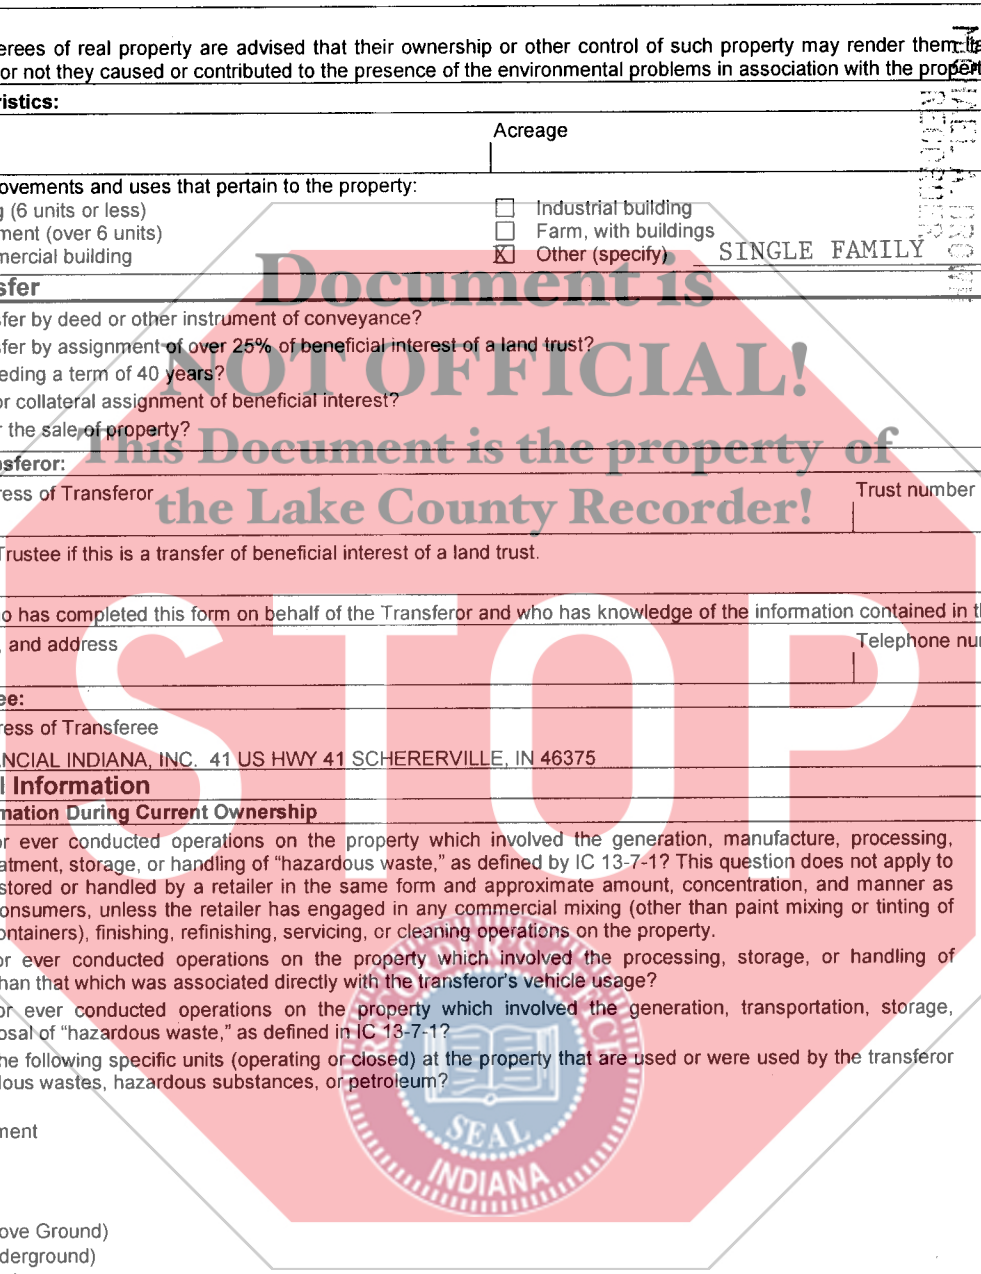 erees of real property are advised that their ownership or other control of such property may render them
or not they caused or contributed to the presence of the environmental problems in association with the propert
ristics:
Acreage
ovements and uses that pertain to the property:
g (6 units or less)
ment (over 6 units)
mercial building
Industrial building
Farm, with buildings
X Other (specify) SINGLE FAMILY
MICHAEL A. BROWN
RECORDER
sfer
sfer by deed or other instrument of conveyance?
sfer by assignment of over 25% of beneficial interest of a land trust?
eding a term of 40 years?
or collateral assignment of beneficial interest?
r the sale of property?
nsferor:
ress of Transferor
Trust number
Trustee if this is a transfer of beneficial interest of a land trust.
o has completed this form on behalf of the Transferor and who has knowledge of the information contained in th
, and address
Telephone nu
ee:
ress of Transferee
NCIAL INDIANA, INC. 41 US HWY 41 SCHERERVILLE, IN 46375
l Information
mation During Current Ownership
or ever conducted operations on the property which involved the generation, manufacture, processing,
atment, storage, or handling of "hazardous waste," as defined by IC 13-7-1? This question does not apply to
stored or handled by a retailer in the same form and approximate amount, concentration, and manner as
onsumers, unless the retailer has engaged in any commercial mixing (other than paint mixing or tinting of
ontainers), finishing, refinishing, servicing, or cleaning operations on the property.
or ever conducted operations on the property which involved the processing, storage, or handling of
han that which was associated directly with the transferor's vehicle usage?
or ever conducted operations on the property which involved the generation, transportation, storage,
osal of "hazardous waste," as defined in IC 13-7-1?
he following specific units (operating or closed) at the property that are used or were used by the transferor
lous wastes, hazardous substances, or petroleum?
ment
ove Ground)
derground)
Document is
NOT OFFICIAL!
This Document is the property of
the Lake County Recorder!
STOP
RECORDER'S OFFICE
SEAL
INDIANA